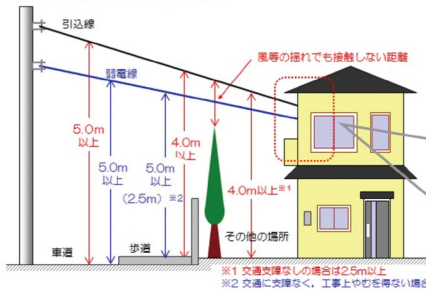 引込線
弱電線
風等の揺れでも接触しない距離
5.0m
以上
5.0m
以上
5.0m
以上
(2.5m)※2
4.0m
以上
4.0m以上※1
その他の場所
車道
歩道
※1 交通支障なしの場合は2.5m以上
※2 交通に支障なく、工事上やむを得ない場合